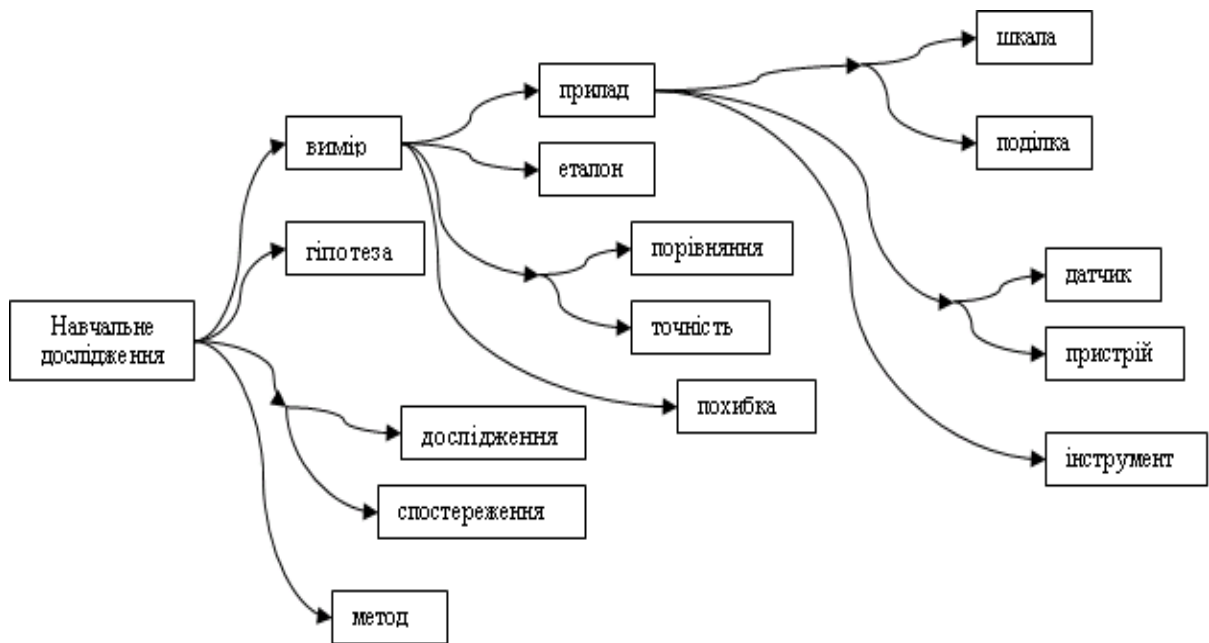 шкала
прилад
вимір
поділка
еталон
гіпотеза
порівняння
датчик
Навчальне
дослідження
точність
пристрій
похибка
дослідження
інструмент
спостереження
метод